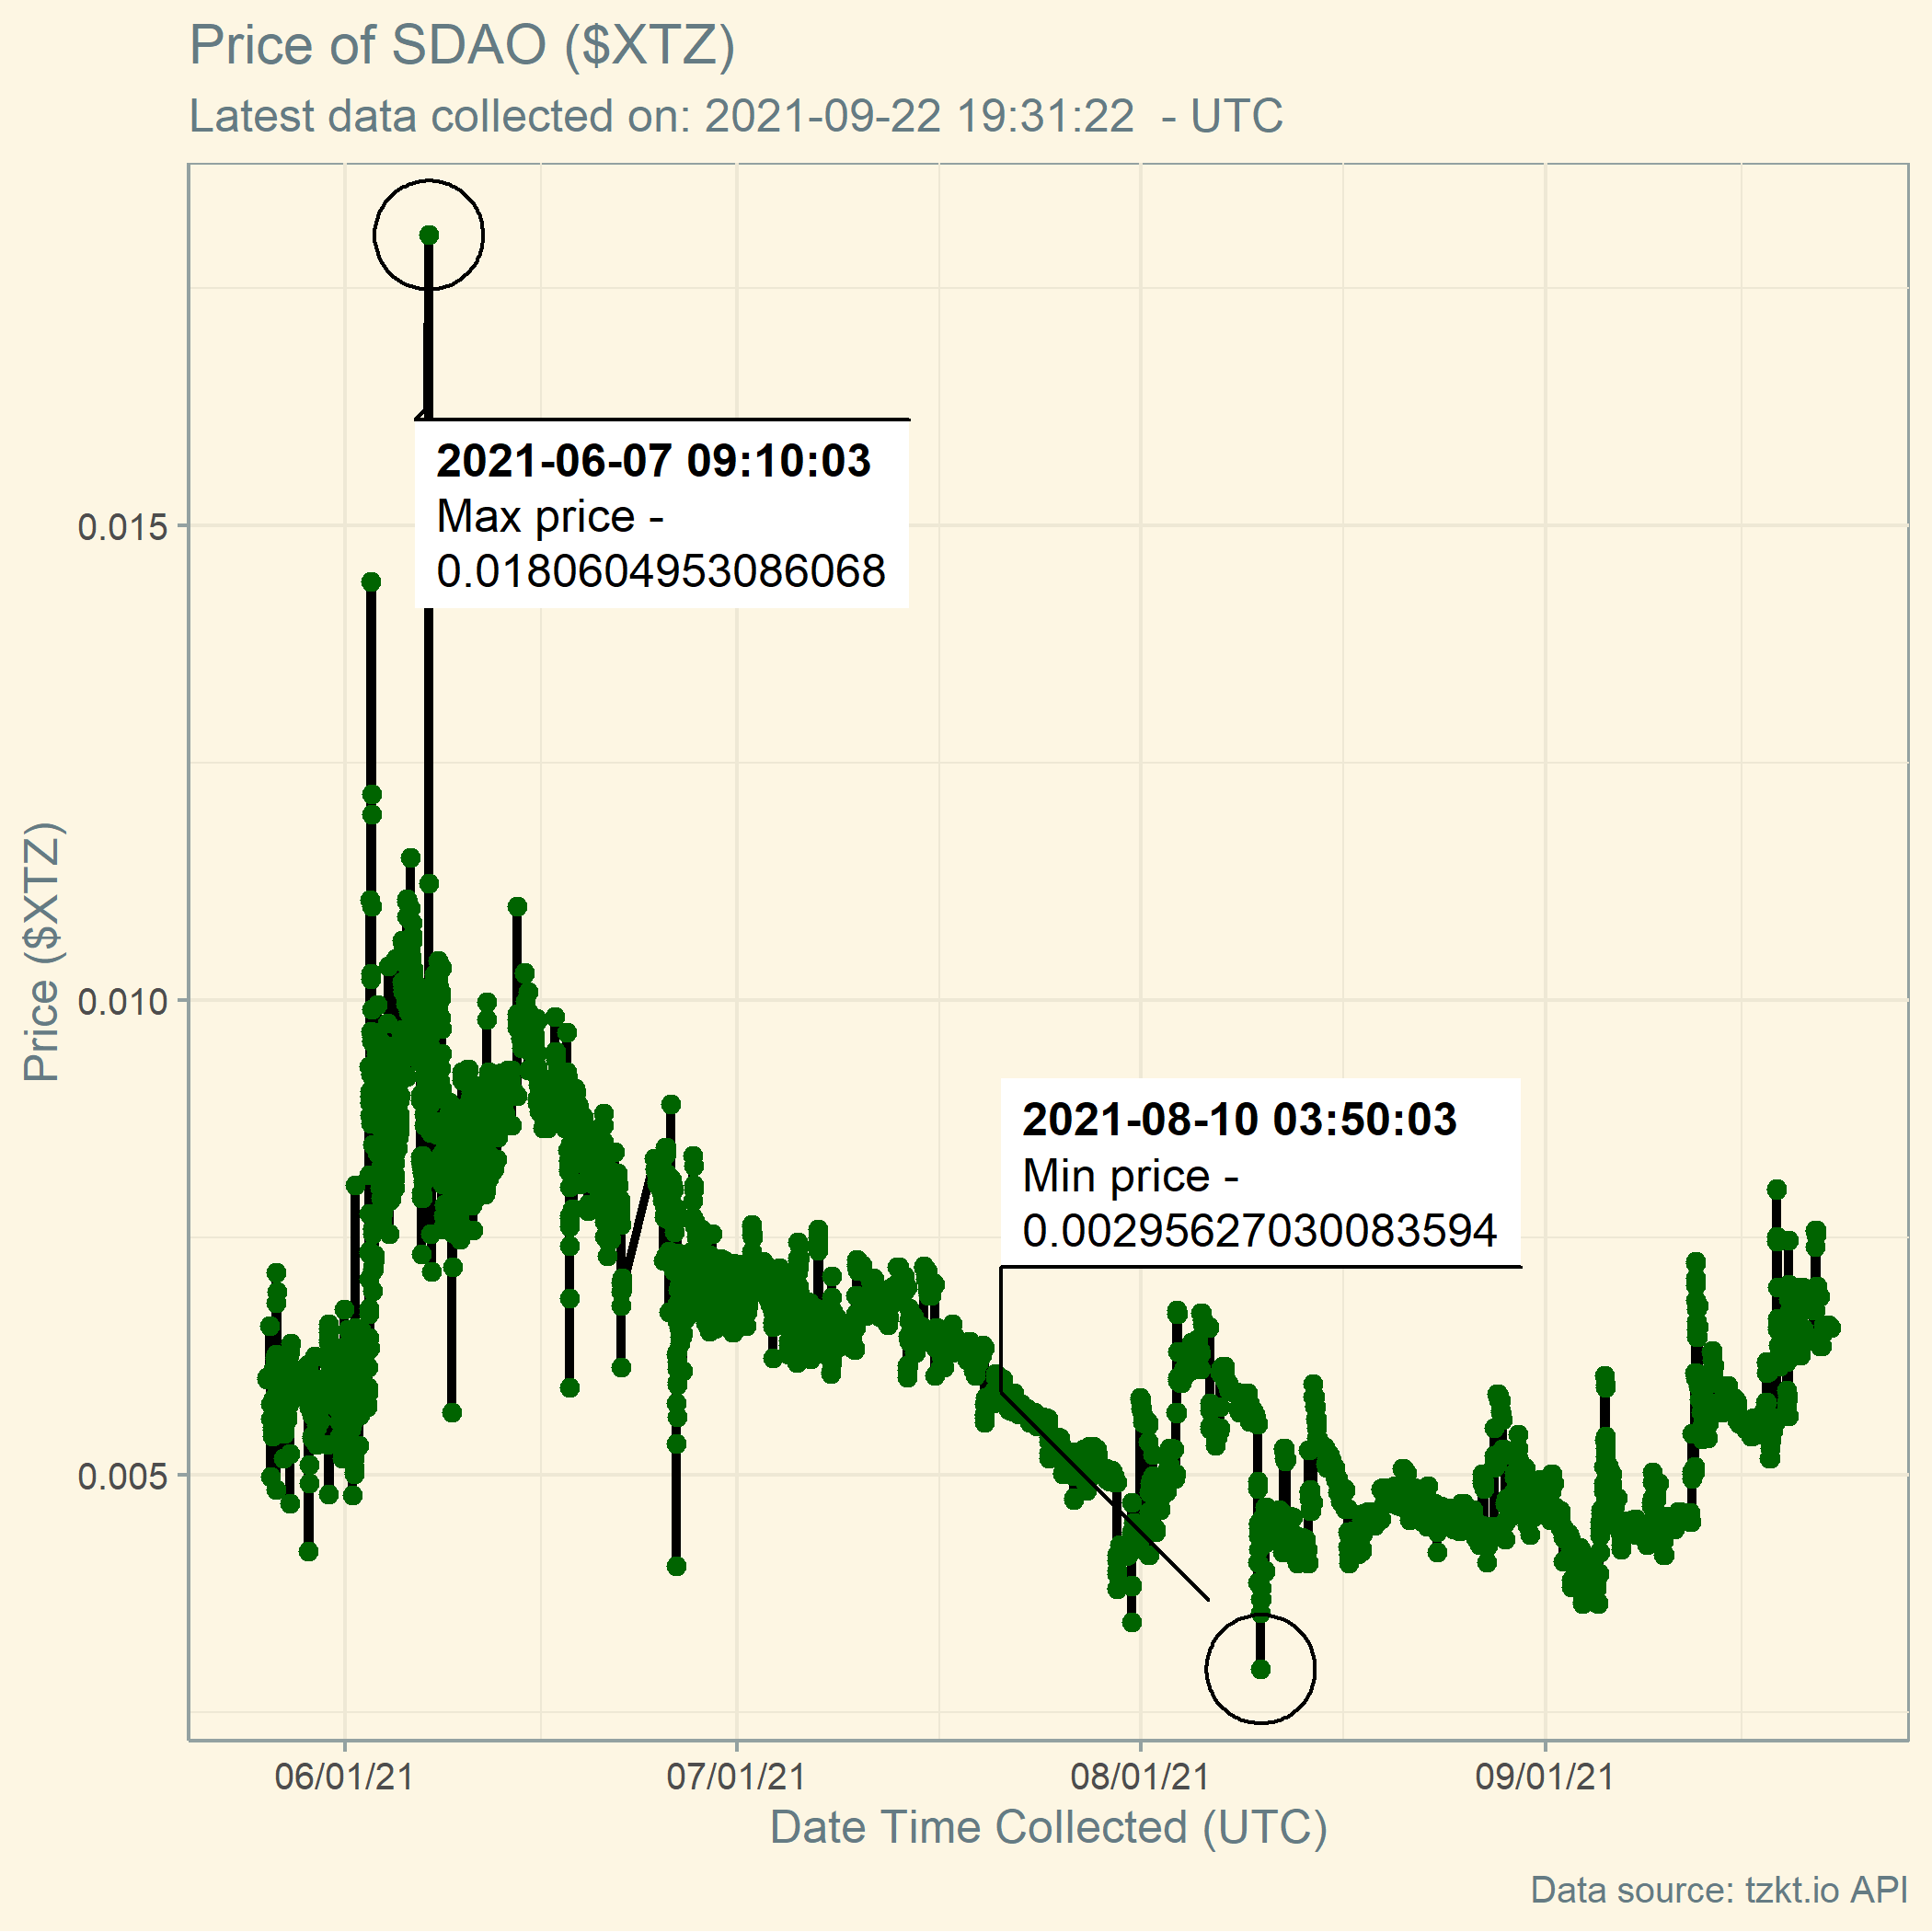 Price of SDAO ($XTZ)
Latest data collected on: 2021-09-22 19:31:22  - UTC
2021-06-07 09:10:03
Max price -
0.0180604953086068
0.015
0.010
0.005
Price ($XTZ)
2021-08-10 03:50:03
Min price -
0.00295627030083594
06/01/21
07/01/21
08/01/21
09/01/21
Date Time Collected (UTC)
Data source: tzkt.io API